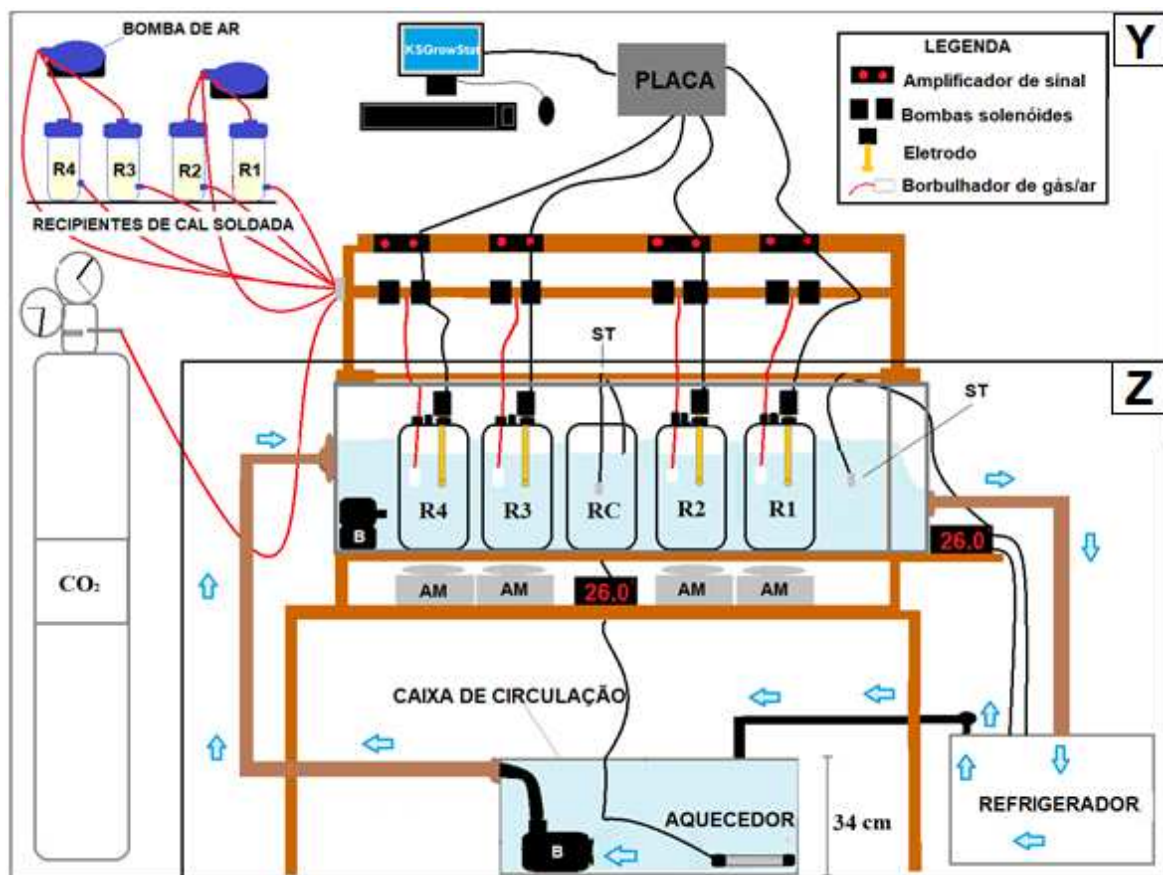 Y
BOMBA DE AR
KSGrowStat
PLACA
LEGENDA
Amplificador de sinal
Bombas solenóides
Eletrodo
Borbulhador de gás/ar
R4 R3 R2 R1
RECIPIENTES DE CAL SOLDADA
ST
Z
ST
R4 R3 RC R2 R1
B
26.0
CO₂
AM AM 26.0 AM AM
CAIXA DE CIRCULAÇÃO
REFRIGERADOR
AQUECEDOR
34 cm
B